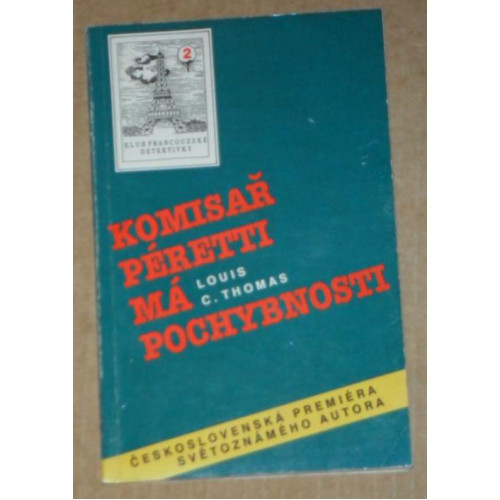 2
KLUB FRANCOUZSKÉ
DETEKTIVKY
KOMISAŘ
PÉRETTI
MÁ
LOUIS
C. THOMAS
POCHYBNOSTI
ČESKOSLOVENSKÁ PREMIÉRA
SVĚTOZNÁMÉHO AUTORA